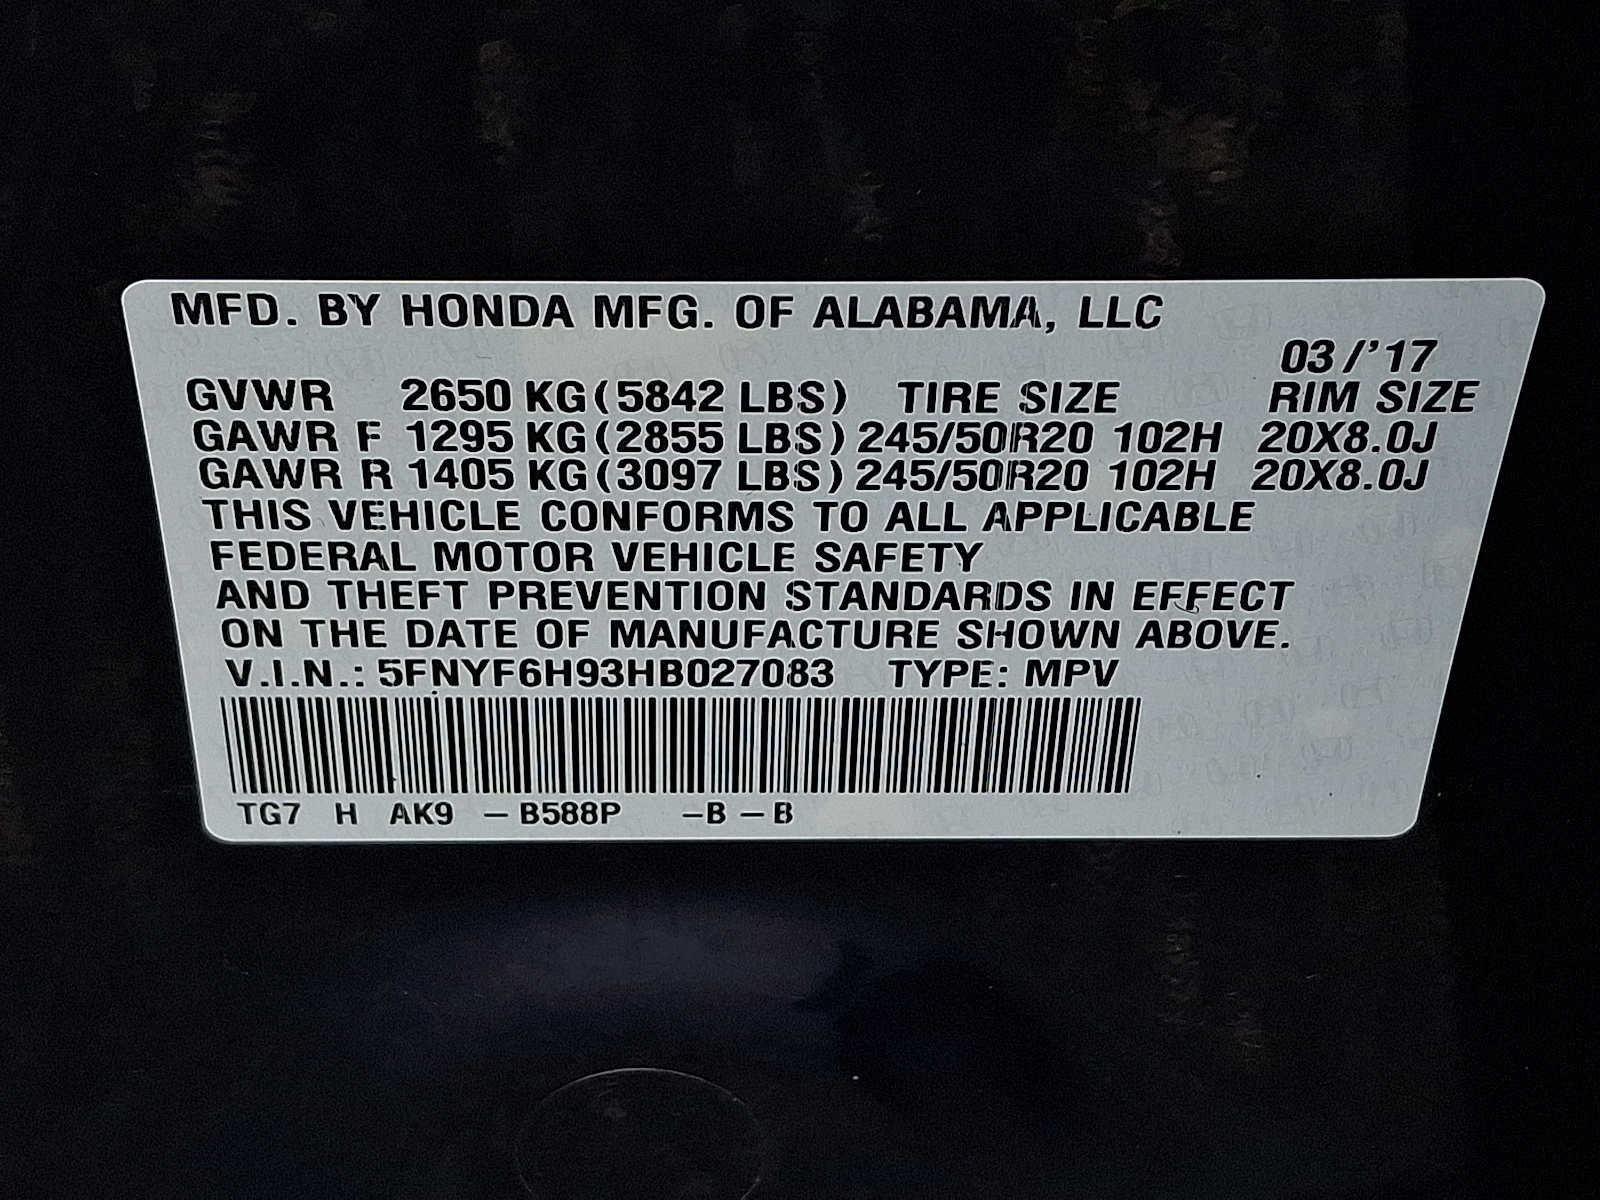 MFD. BY HONDA MFG. OF ALABAMA, LLC
03/'17
GVWR 2650 KG(5842 LBS) TIRE SIZE RIM SIZE
GAWR F 1295 KG(2855 LBS) 245/50R20 102H 20X8.0J
GAWR R 1405 KG(3097 LBS) 245/50R20 102H 20X8.0J
THIS VEHICLE CONFORMS TO ALL APPLICABLE
FEDERAL MOTOR VEHICLE SAFETY
AND THEFT PREVENTION STANDARDS IN EFFECT
ON THE DATE OF MANUFACTURE SHOWN ABOVE.
V.I.N.: 5FNYF6H93HB027083 TYPE: MPV
TG7 H AK9 –B588P –B–B